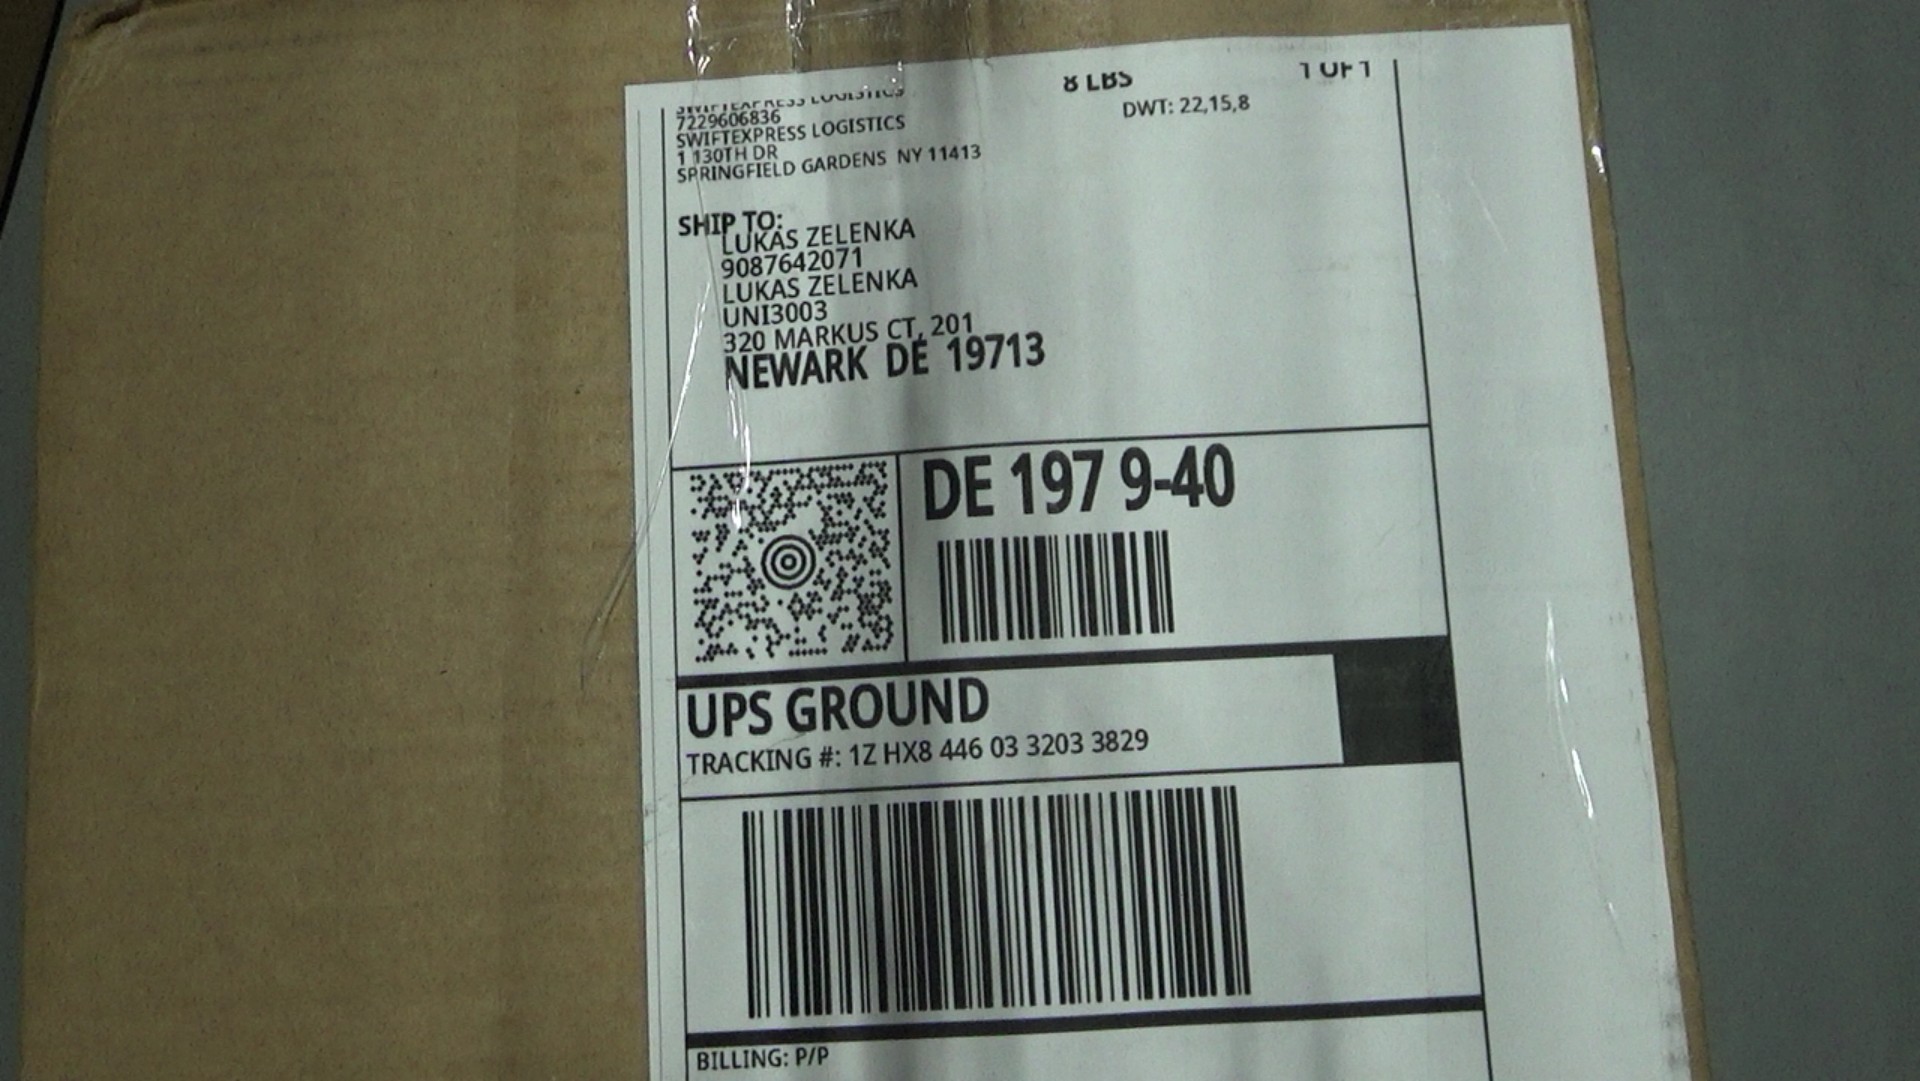 SWIFTEXPRESS LOGISTICS
8 LBS
1 OF 1
7229606836
DWT: 22,15,8
SWIFTEXPRESS LOGISTICS
1 130TH DR
SPRINGFIELD GARDENS NY 11413
SHIP TO:
LUKAS ZELENKA
9087642071
LUKAS ZELENKA
UNI3003
320 MARKUS CT, 201
NEWARK DE 19713
DE 197 9-40
UPS GROUND
TRACKING #: 1Z HX8 446 03 3203 3829
BILLING: P/P